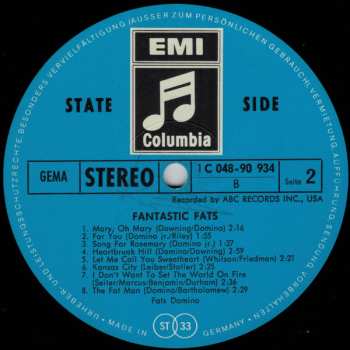 EMI
Columbia
STATE SIDE
GEMA STEREO 1 C 048-90 934
B
Seite 2
Recorded by ABC RECORDS INC., USA
FANTASTIC FATS
1. Mary, Oh Mary (Downing/Domino) 2:16
2. For You (Domino jr./Riley) 1:55
3. Song For Rosemary (Domino jr.) 2:27
4. Heartbreak Hill (Domino/Downing) 2:59
5. Let Me Call You Sweetheart (Whitson/Friedman) 2:21
6. Kansas City (Leiber/Stoller) 2:25
7. I Don't Want To Set The World On Fire
(Seiler/Marcus/Benjamin/Durham) 2:36
8. The Fat Man (Domino/Bartholomew) 2:29
Fats Domino
ST 33
MADE IN GERMANY
URHEBER- UND LEISTUNGSSCHUTZRECHTE BESONDERS VERVIELFÄLTIGUNG (AUSSER ZUM PERSÖNLICHEN GEBRAUCH), VERMIETUNG, AUFFÜHRUNG, SENDUNG VORBEHALTEN